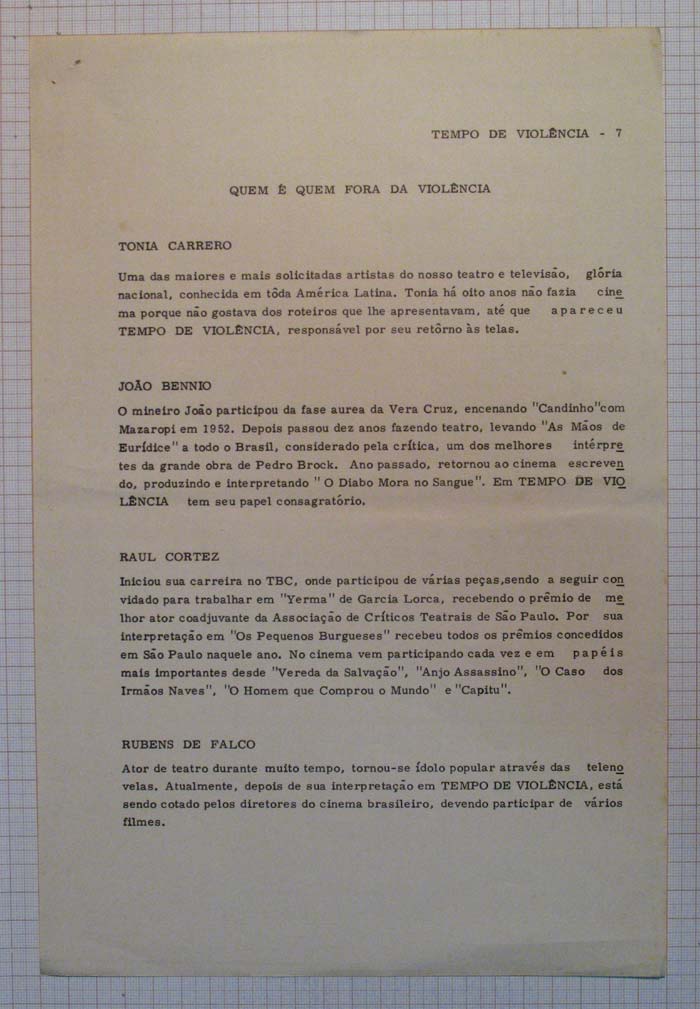 TEMPO DE VIOLÊNCIA - 7
QUEM É QUEM FORA DA VIOLÊNCIA
TONIA CARRERO
Uma das maiores e mais solicitadas artistas do nosso teatro e televisão, glória
nacional, conhecida em tôda América Latina. Tonia há oito anos não fazia cine
ma porque não gostava dos roteiros que lhe apresentavam, até que apareceu
TEMPO DE VIOLÊNCIA, responsável por seu retôrno às telas.
JOÃO BENNIO
O mineiro João participou da fase aurea da Vera Cruz, encenando "Candinho"com
Mazaropi em 1952. Depois passou dez anos fazendo teatro, levando "As Mãos de
Eurídice" a todo o Brasil, considerado pela crítica, um dos melhores intérpre
tes da grande obra de Pedro Brock. Ano passado, retornou ao cinema escreven
do, produzindo e interpretando " O Diabo Mora no Sangue". Em TEMPO DE VIO
LÊNCIA tem seu papel consagratório.
RAUL CORTEZ
Iniciou sua carreira no TBC, onde participou de várias peças,sendo a seguir con
vidado para trabalhar em "Yerma" de Garcia Lorca, recebendo o prêmio de me
lhor ator coadjuvante da Associação de Críticos Teatrais de São Paulo. Por sua
interpretação em "Os Pequenos Burgueses" recebeu todos os prêmios concedidos
em São Paulo naquele ano. No cinema vem participando cada vez e em papéis
mais importantes desde "Vereda da Salvação", "Anjo Assassino", "O Caso dos
Irmãos Naves", "O Homem que Comprou o Mundo" e "Capitu".
RUBENS DE FALCO
Ator de teatro durante muito tempo, tornou-se ídolo popular através das teleno
velas. Atualmente, depois de sua interpretação em TEMPO DE VIOLÊNCIA, está
sendo cotado pelos diretores do cinema brasileiro, devendo participar de vários
filmes.